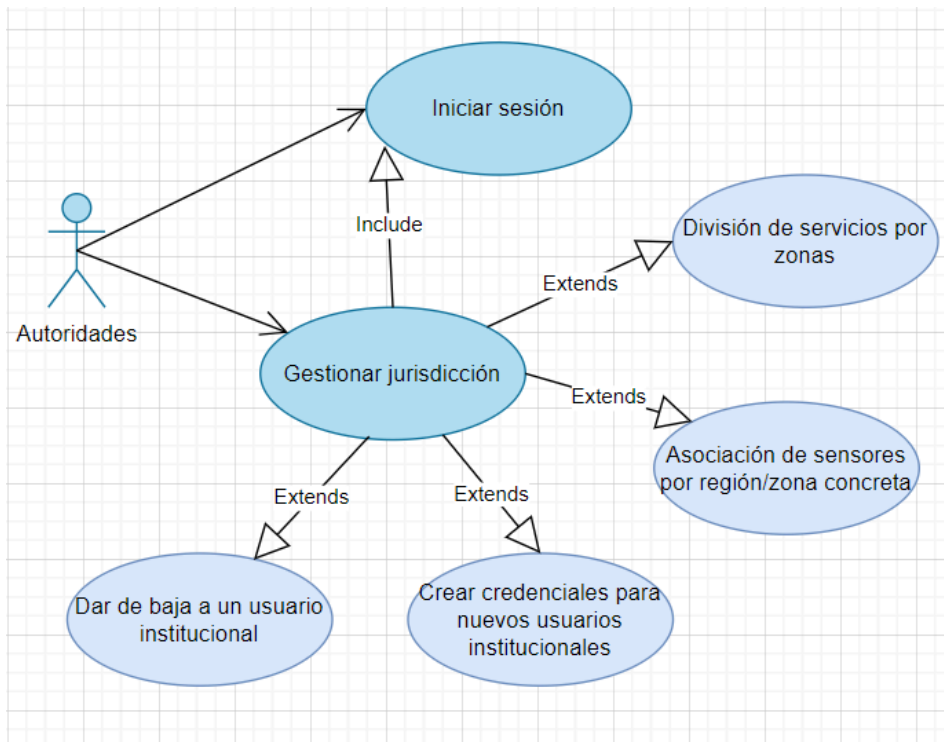 Iniciar sesión
Include
División de servicios por
zonas
Extends
Autoridades
Gestionar jurisdicción
Extends
Asociación de sensores
por región/zona concreta
Extends
Extends
Dar de baja a un usuario
institucional
Crear credenciales para
nuevos usuarios
institucionales